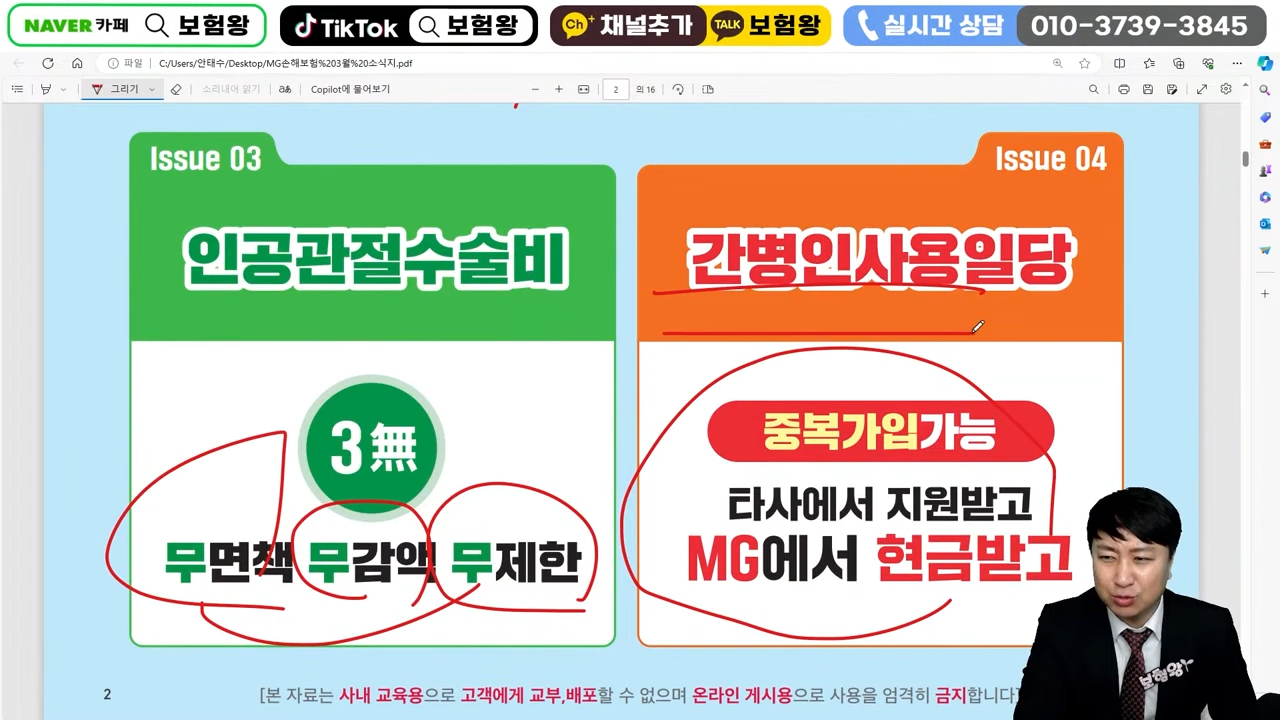 NAVER 카페 보험왕
TikTok 보험왕
Ch+ 채널추가 TALK 보험왕
실시간 상담 010-3739-3845
파일 C:/Users/안태수/Desktop/MG손해보험%203월%20소식지.pdf
그리기 소리내어 읽기 aあ Copilot에 물어보기 2 의 16
Issue 03
인공관절수술비
3無
무면책 무감액 무제한
Issue 04
간병인사용일당
중복가입가능
타사에서 지원받고
MG에서 현금받고
보험왕
2
[본 자료는 사내 교육용으로 고객에게 교부,배포할 수 없으며 온라인 게시용으로 사용을 엄격히 금지합니다]